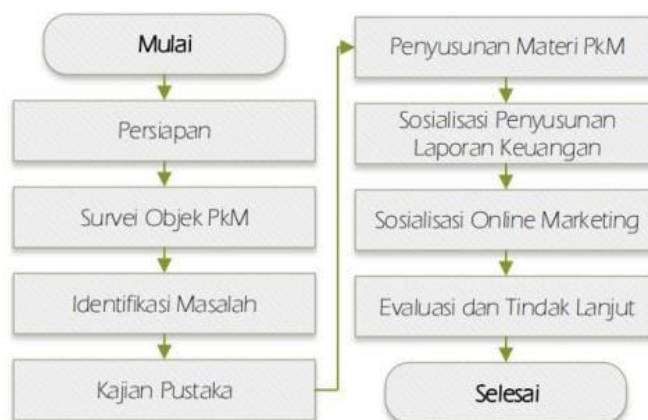 Mulai
Persiapan
Survei Objek PkM
Identifikasi Masalah
Kajian Pustaka
Penyusunan Materi PkM
Sosialisasi Penyusunan
Laporan Keuangan
Sosialisasi Online Marketing
Evaluasi dan Tindak Lanjut
Selesai